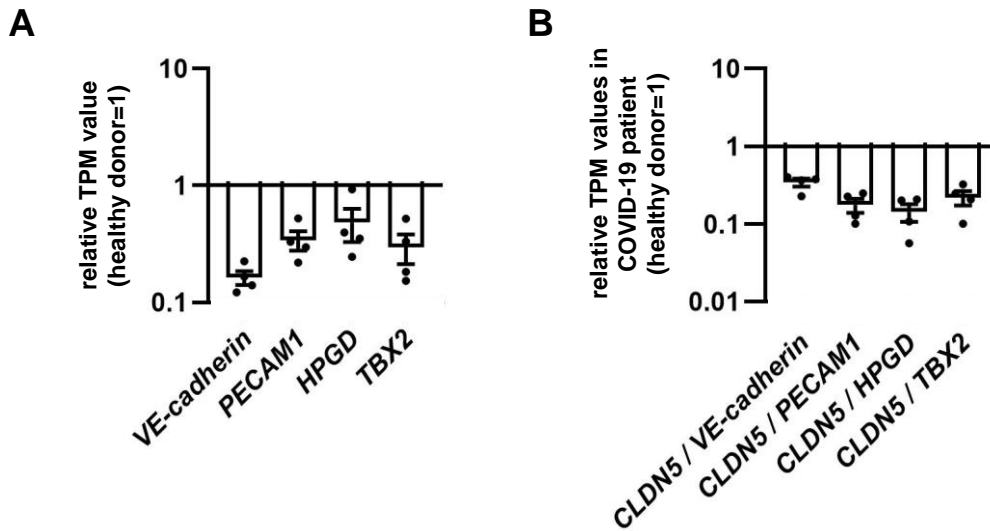 A
relative TPM value
(healthy donor=1)
10
1
0.1
VE-cadherin
PECAM1
HPGD
TBX2
B
relative TPM values in
COVID-19 patient
(healthy donor=1)
10
1
0.1
0.01
CLDN5 / VE-cadherin
CLDN5 / PECAM1
CLDN5 / HPGD
CLDN5 / TBX2